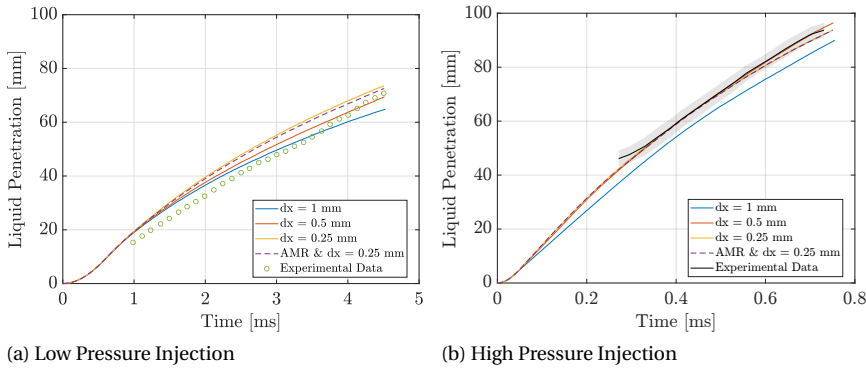 100
80
60
40
20
0
Liquid Penetration [mm]
0 1 2 3 4 5
Time [ms]
dx = 1 mm
dx = 0.5 mm
dx = 0.25 mm
AMR & dx = 0.25 mm
Experimental Data
(a) Low Pressure Injection
100
80
60
40
20
0
Liquid Penetration [mm]
0 0.2 0.4 0.6 0.8
Time [ms]
dx = 1 mm
dx = 0.5 mm
dx = 0.25 mm
AMR & dx = 0.25 mm
Experimental Data
(b) High Pressure Injection